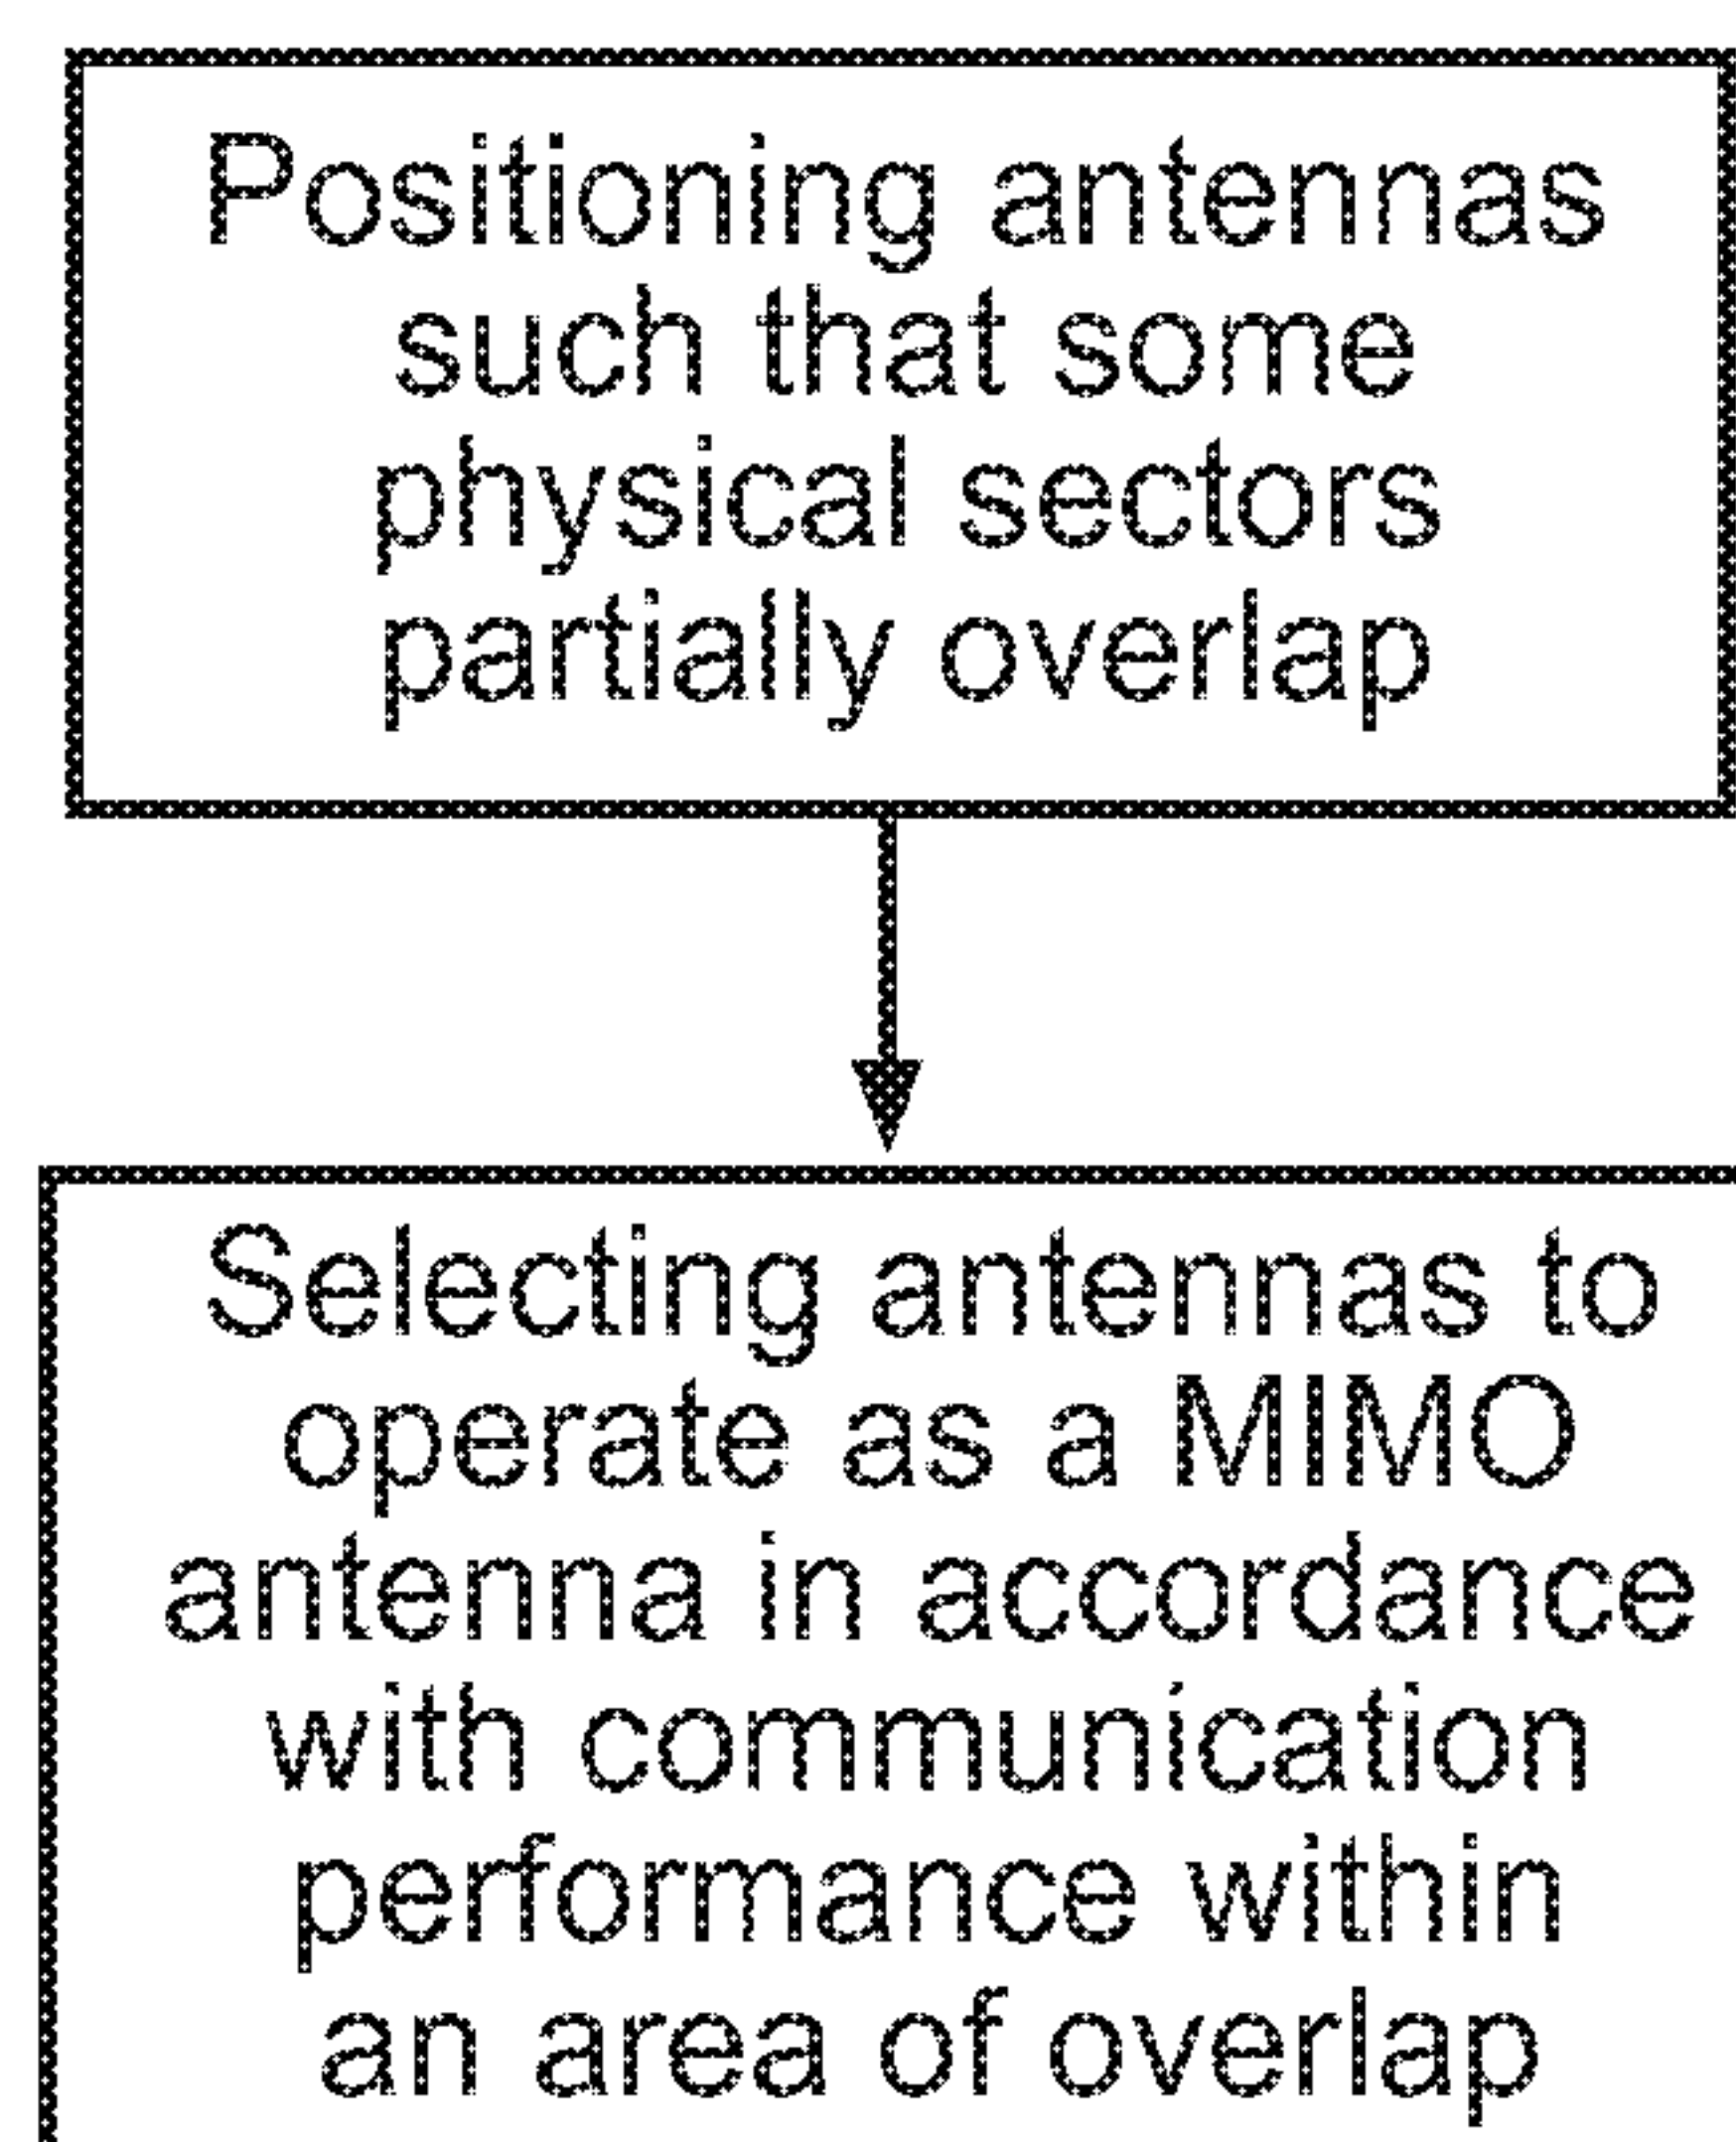 Positioning antennas
such that some
physical sectors
partially overlap
Selecting antennas to
operate as a MIMO
antenna in accordance
with communication
performance within
an area of overlap